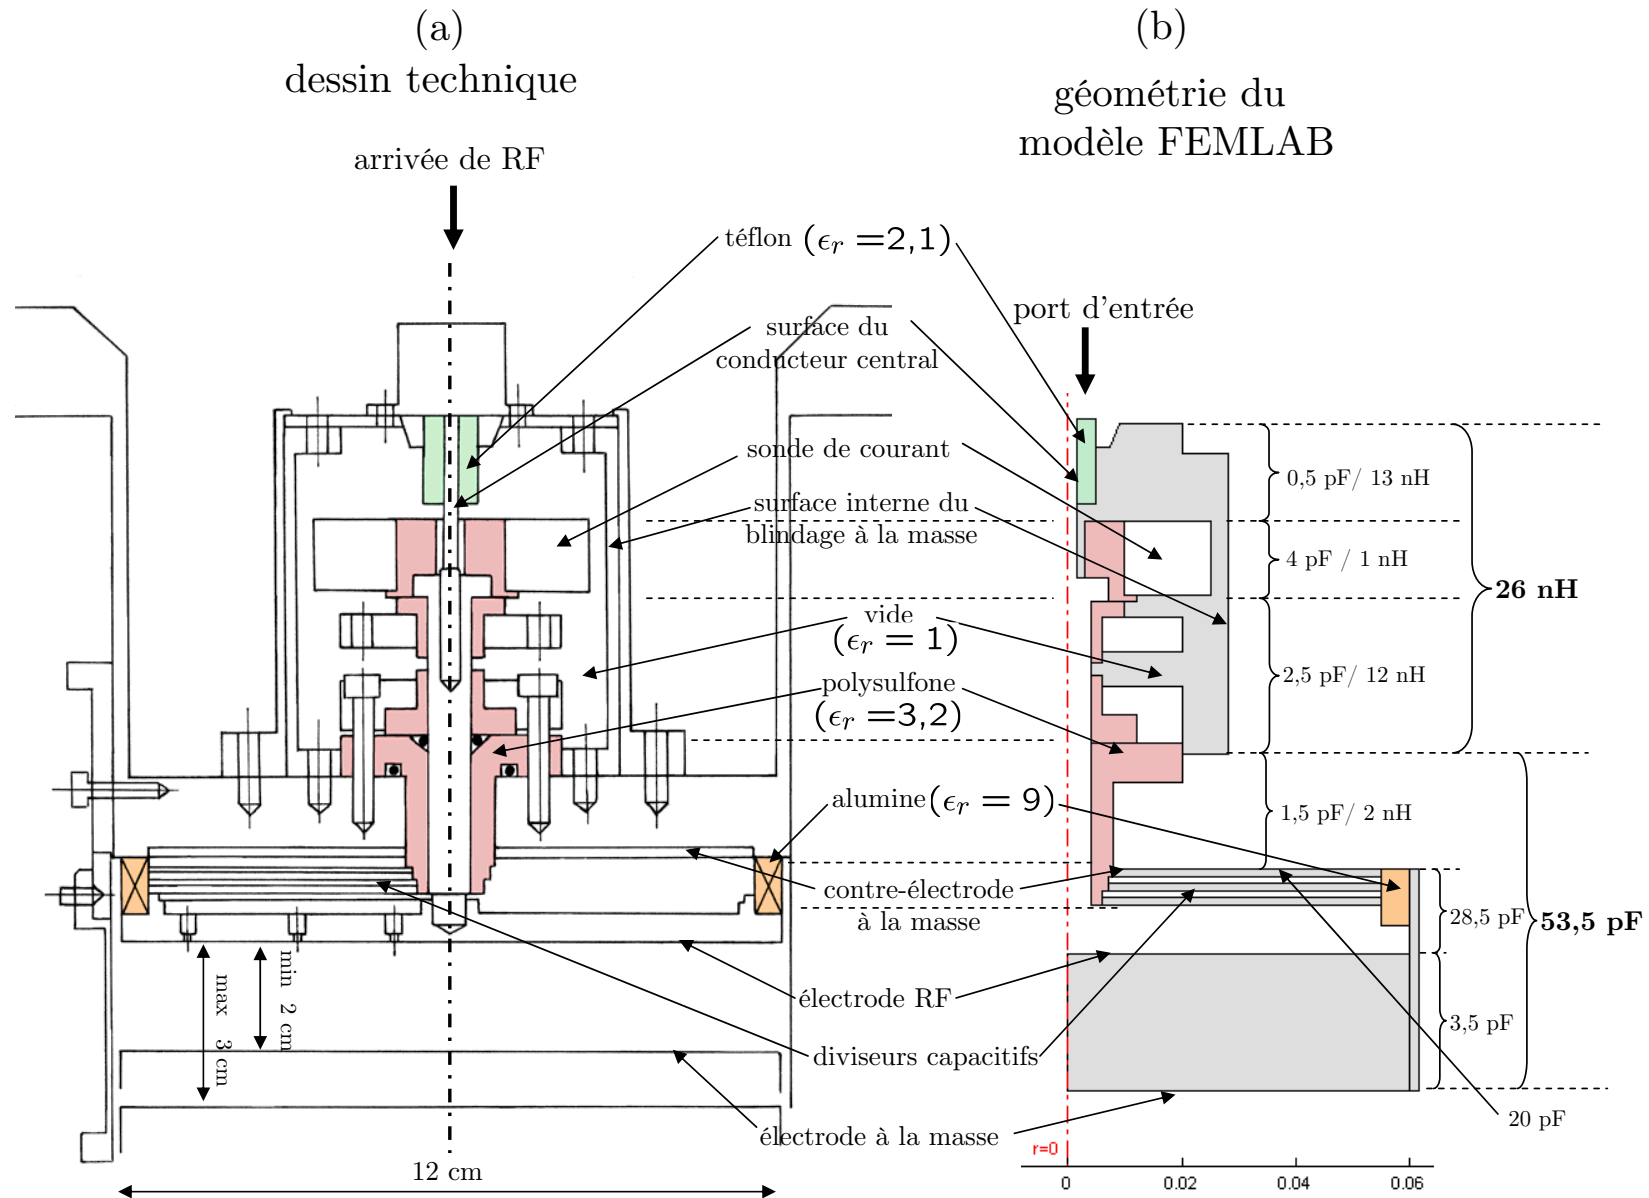 (a)
dessin technique
(b)
géométrie du
modèle FEMLAB
arrivée de RF
téflon (ϵr =2,1)
port d'entrée
surface du
conducteur central
sonde de courant
0,5 pF/ 13 nH
surface interne du
blindage à la masse
4 pF / 1 nH
26 nH
vide
(ϵr = 1)
2,5 pF/ 12 nH
polysulfone
(ϵr =3,2)
alumine(ϵr = 9)
1,5 pF/ 2 nH
contre-électrode
à la masse
28,5 pF
53,5 pF
min 2 cm
max 3 cm
électrode RF
3,5 pF
diviseurs capacitifs
20 pF
électrode à la masse
r=0
12 cm
0 0.02 0.04 0.06